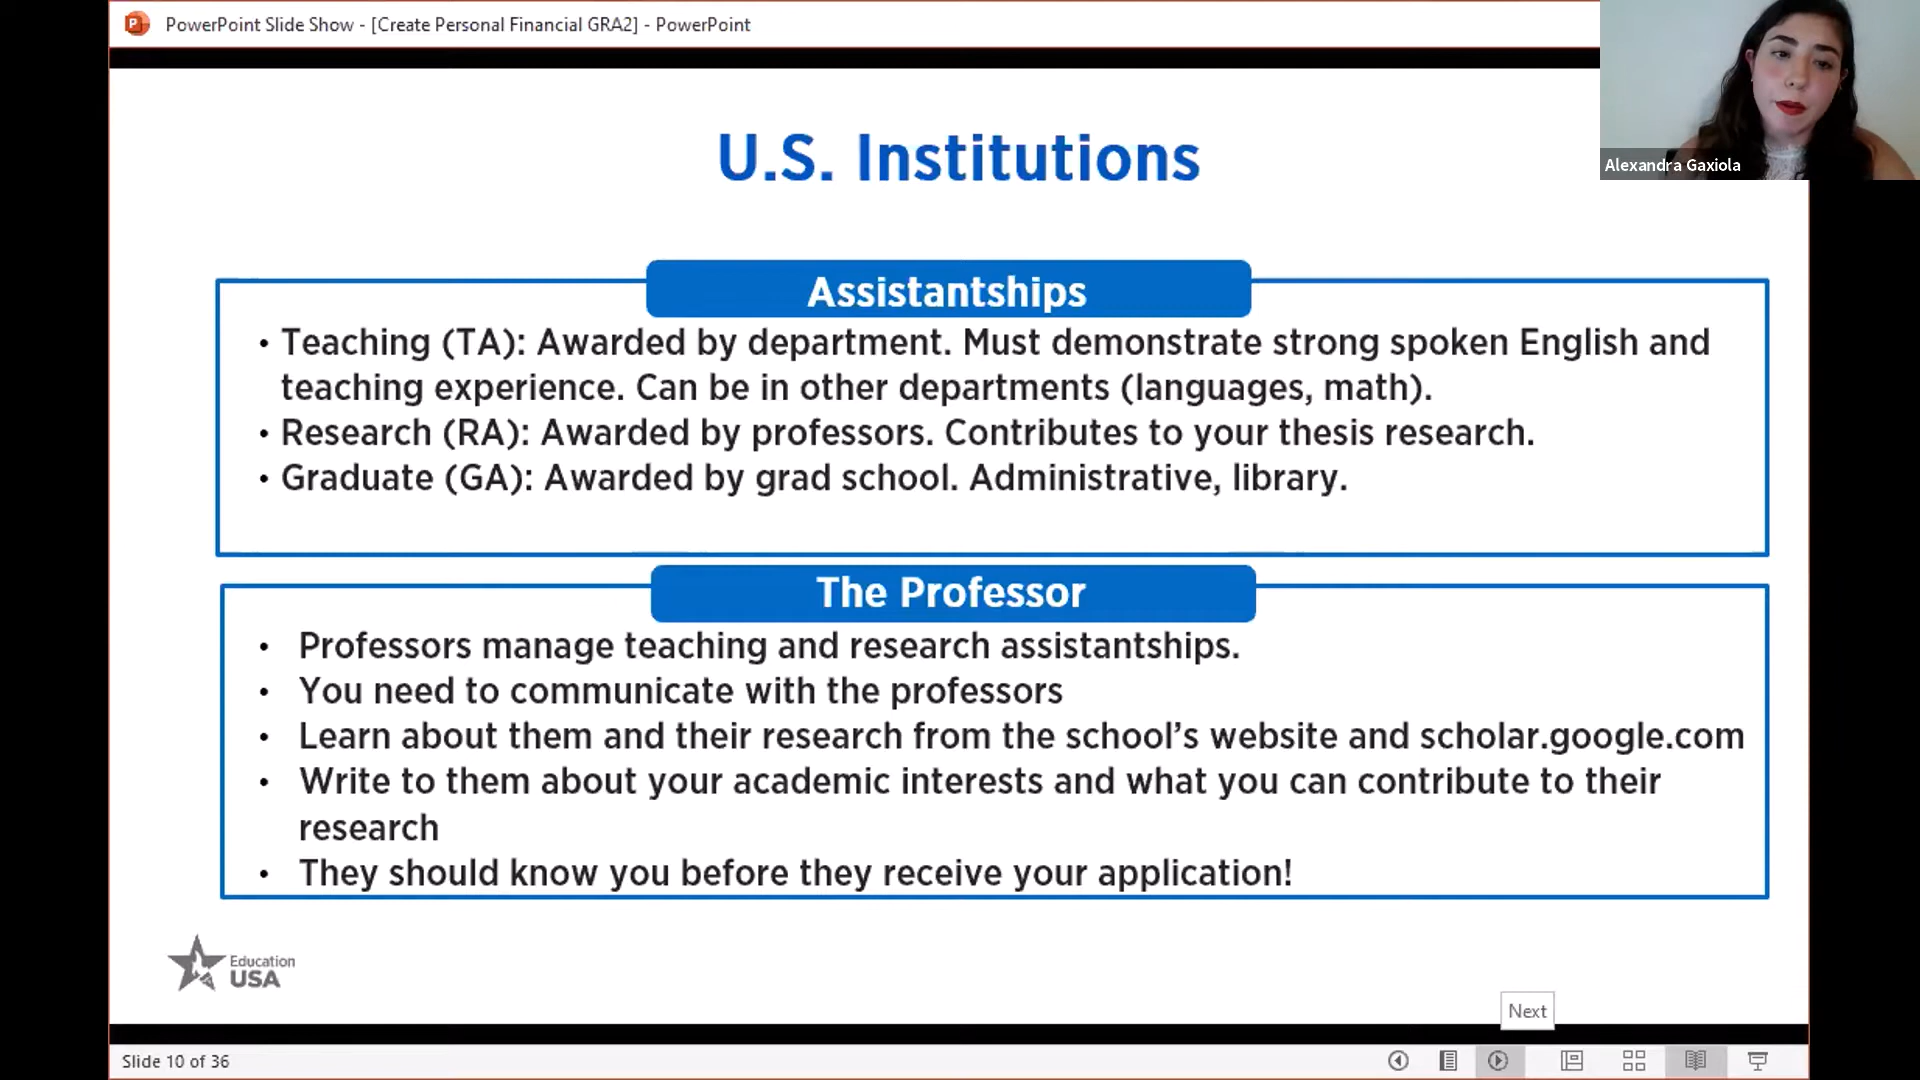 PowerPoint Slide Show - [Create Personal Financial GRA2] - PowerPoint
Alexandra Gaxiola
U.S. Institutions
Assistantships
• Teaching (TA): Awarded by department. Must demonstrate strong spoken English and
teaching experience. Can be in other departments (languages, math).
• Research (RA): Awarded by professors. Contributes to your thesis research.
• Graduate (GA): Awarded by grad school. Administrative, library.
The Professor
• Professors manage teaching and research assistantships.
• You need to communicate with the professors
• Learn about them and their research from the school’s website and scholar.google.com
• Write to them about your academic interests and what you can contribute to their
research
• They should know you before they receive your application!
Education
USA
Next
Slide 10 of 36